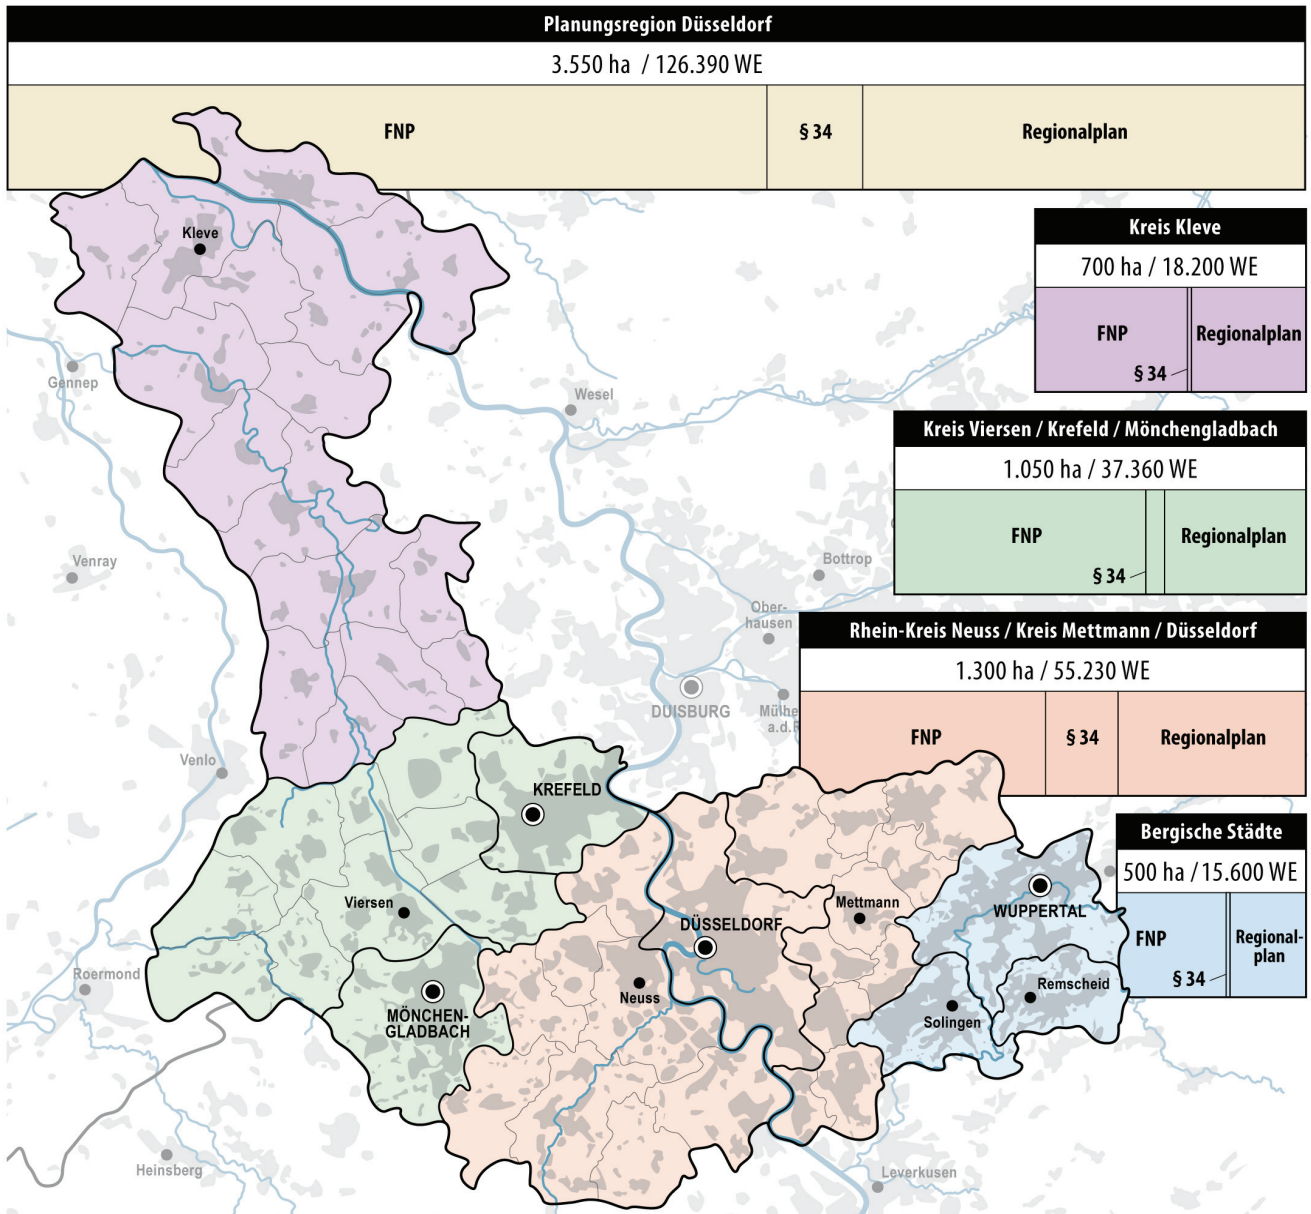 Planungsregion Düsseldorf
3.550 ha / 126.390 WE
FNP
§ 34
Regionalplan
Kreis Kleve
700 ha / 18.200 WE
FNP
§ 34
Regionalplan
Kreis Viersen / Krefeld / Mönchengladbach
1.050 ha / 37.360 WE
FNP
§ 34
Regionalplan
Rhein-Kreis Neuss / Kreis Mettmann / Düsseldorf
1.300 ha / 55.230 WE
FNP
§ 34
Regionalplan
Bergische Städte
500 ha / 15.600 WE
FNP
§ 34
Regional-
plan
Kleve
Gennep
Wesel
Venray
Bottrop
Ober-
hausen
DUISBURG
Mülhe
a.d.R
Venlo
KREFELD
Viersen
Mettmann
WUPPERTAL
DÜSSELDORF
Roermond
Neuss
Remscheid
MÖNCHEN-
GLADBACH
Solingen
Heinsberg
Leverkusen